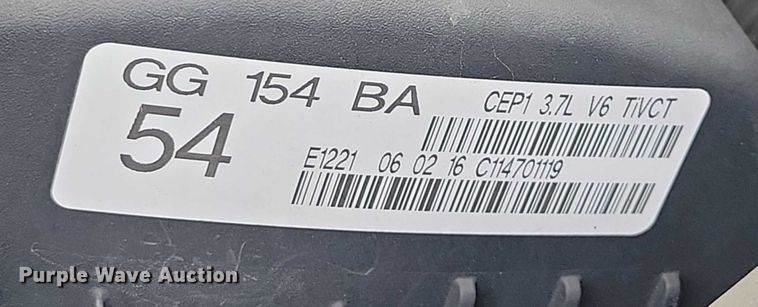 GG 154 BA
CEP1 3.7L V6 TiVCT
54
E1221 06 02 16 C114701119
Purple Wave Auction